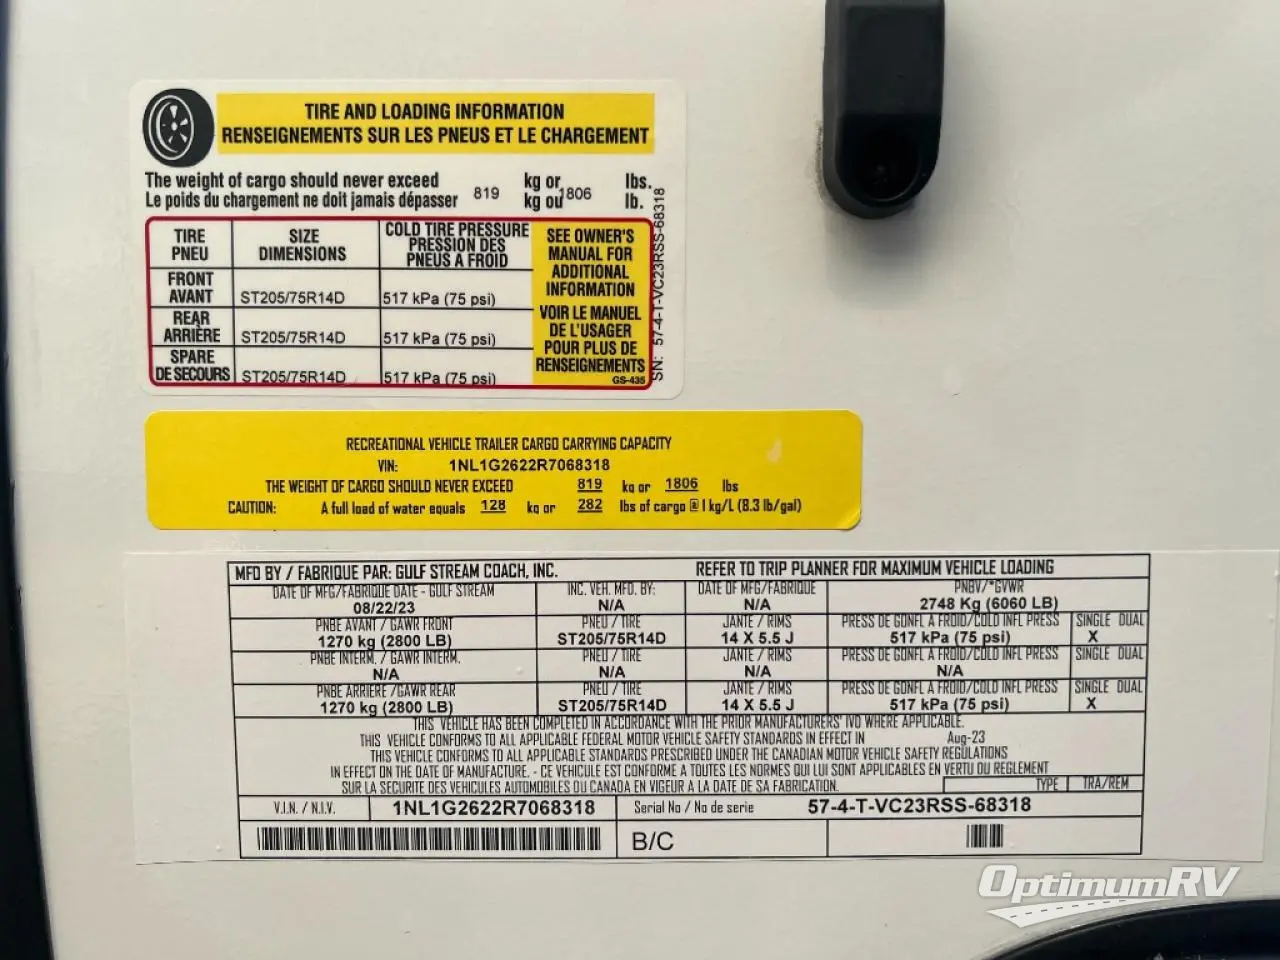 TIRE AND LOADING INFORMATION
RENSEIGNEMENTS SUR LES PNEUS ET LE CHARGEMENT
The weight of cargo should never exceed 819 kg or 1806 lbs.
Le poids du chargement ne doit jamais dépasser kg ou lb.
TIRE PNEU
SIZE DIMENSIONS
COLD TIRE PRESSURE PRESSION DES PNEUS A FROID
FRONT AVANT ST205/75R14D 517 kPa (75 psi)
REAR ARRIÈRE ST205/75R14D 517 kPa (75 psi)
SPARE DE SECOURS ST205/75R14D 517 kPa (75 psi)
SEE OWNER'S
MANUAL FOR
ADDITIONAL
INFORMATION
VOIR LE MANUEL
DE L'USAGER
POUR PLUS DE
RENSEIGNEMENTS
GS-435
SN: 57-4-T-VC23RSS-68318
RECREATIONAL VEHICLE TRAILER CARGO CARRYING CAPACITY
VIN: 1NL1G2622R7068318
THE WEIGHT OF CARGO SHOULD NEVER EXCEED 819 kg or 1806 lbs
CAUTION: A full load of water equals 128 kg or 282 lbs of cargo @ 1 kg/L (8.3 lb/gal)
MFD BY / FABRIQUE PAR: GULF STREAM COACH, INC. REFER TO TRIP PLANNER FOR MAXIMUM VEHICLE LOADING
DATE OF MFG/FABRIQUE DATE - GULF STREAM INC. VEH. MFD. BY: DATE OF MFG/FABRIQUE PNBV/*GVWR
08/22/23 N/A N/A 2748 Kg (6060 LB)
PNBE AVANT / GAWR FRONT PNEU / TIRE JANTE / RIMS PRESS DE GONFL A FROID/COLD INFL PRESS SINGLE DUAL
1270 kg (2800 LB) ST205/75R14D 14 X 5.5 J 517 kPa (75 psi) X
PNBE INTERM. / GAWR INTERM. PNEU / TIRE JANTE / RIMS PRESS DE GONFL A FROID/COLD INFL PRESS SINGLE DUAL
N/A N/A N/A N/A
PNBE ARRIERE /GAWR REAR PNEU / TIRE JANTE / RIMS PRESS DE GONFL A FROID/COLD INFL PRESS SINGLE DUAL
1270 kg (2800 LB) ST205/75R14D 14 X 5.5 J 517 kPa (75 psi) X
THIS VEHICLE HAS BEEN COMPLETED IN ACCORDANCE WITH THE PRIOR MANUFACTURERS' IVD WHERE APPLICABLE.
THIS VEHICLE CONFORMS TO ALL APPLICABLE FEDERAL MOTOR VEHICLE SAFETY STANDARDS IN EFFECT IN Aug-23
THIS VEHICLE CONFORMS TO ALL APPLICABLE STANDARDS PRESCRIBED UNDER THE CANADIAN MOTOR VEHICLE SAFETY REGULATIONS
IN EFFECT ON THE DATE OF MANUFACTURE. - CE VEHICULE EST CONFORME A TOUTES LES NORMES QUI LUI SONT APPLICABLES EN VERTU DU REGLEMENT
SUR LA SECURITE DES VEHICULES AUTOMOBILES DU CANADA EN VIGEUR A LA DATE DE SA FABRICATION. TYPE TRA/REM
V.I.N. / N.I.V. 1NL1G2622R7068318 Serial No / No de serie 57-4-T-VC23RSS-68318
B/C
OptimumRV